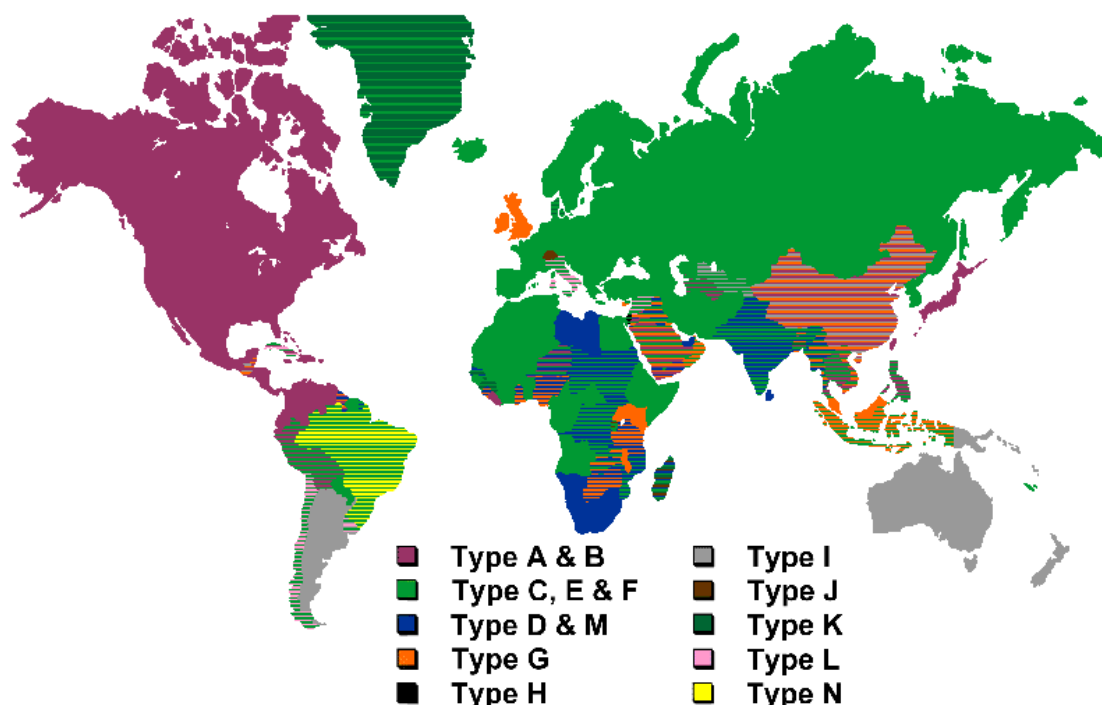 Type A & B
Type C, E & F
Type D & M
Type G
Type H
Type I
Type J
Type K
Type L
Type N